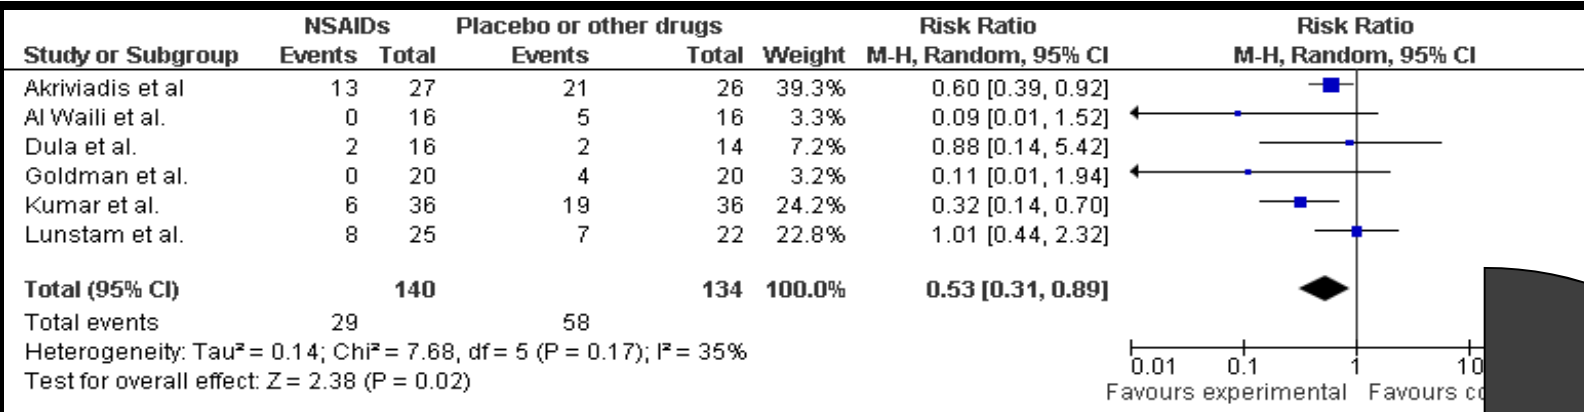 NSAIDs Placebo or other drugs Risk Ratio Risk Ratio
Study or Subgroup Events Total Events Total Weight M-H, Random, 95% CI M-H, Random, 95% CI
Akriviadis et al 13 27 21 26 39.3% 0.60 [0.39, 0.92]
Al Waili et al. 0 16 5 16 3.3% 0.09 [0.01, 1.52]
Dula et al. 2 16 2 14 7.2% 0.88 [0.14, 5.42]
Goldman et al. 0 20 4 20 3.2% 0.11 [0.01, 1.94]
Kumar et al. 6 36 19 36 24.2% 0.32 [0.14, 0.70]
Lunstam et al. 8 25 7 22 22.8% 1.01 [0.44, 2.32]
Total (95% CI) 140 134 100.0% 0.53 [0.31, 0.89]
Total events 29 58
Heterogeneity: Tau² = 0.14; Chi² = 7.68, df = 5 (P = 0.17); I² = 35%
Test for overall effect: Z = 2.38 (P = 0.02)
0.01 0.1 1 10
Favours experimental Favours